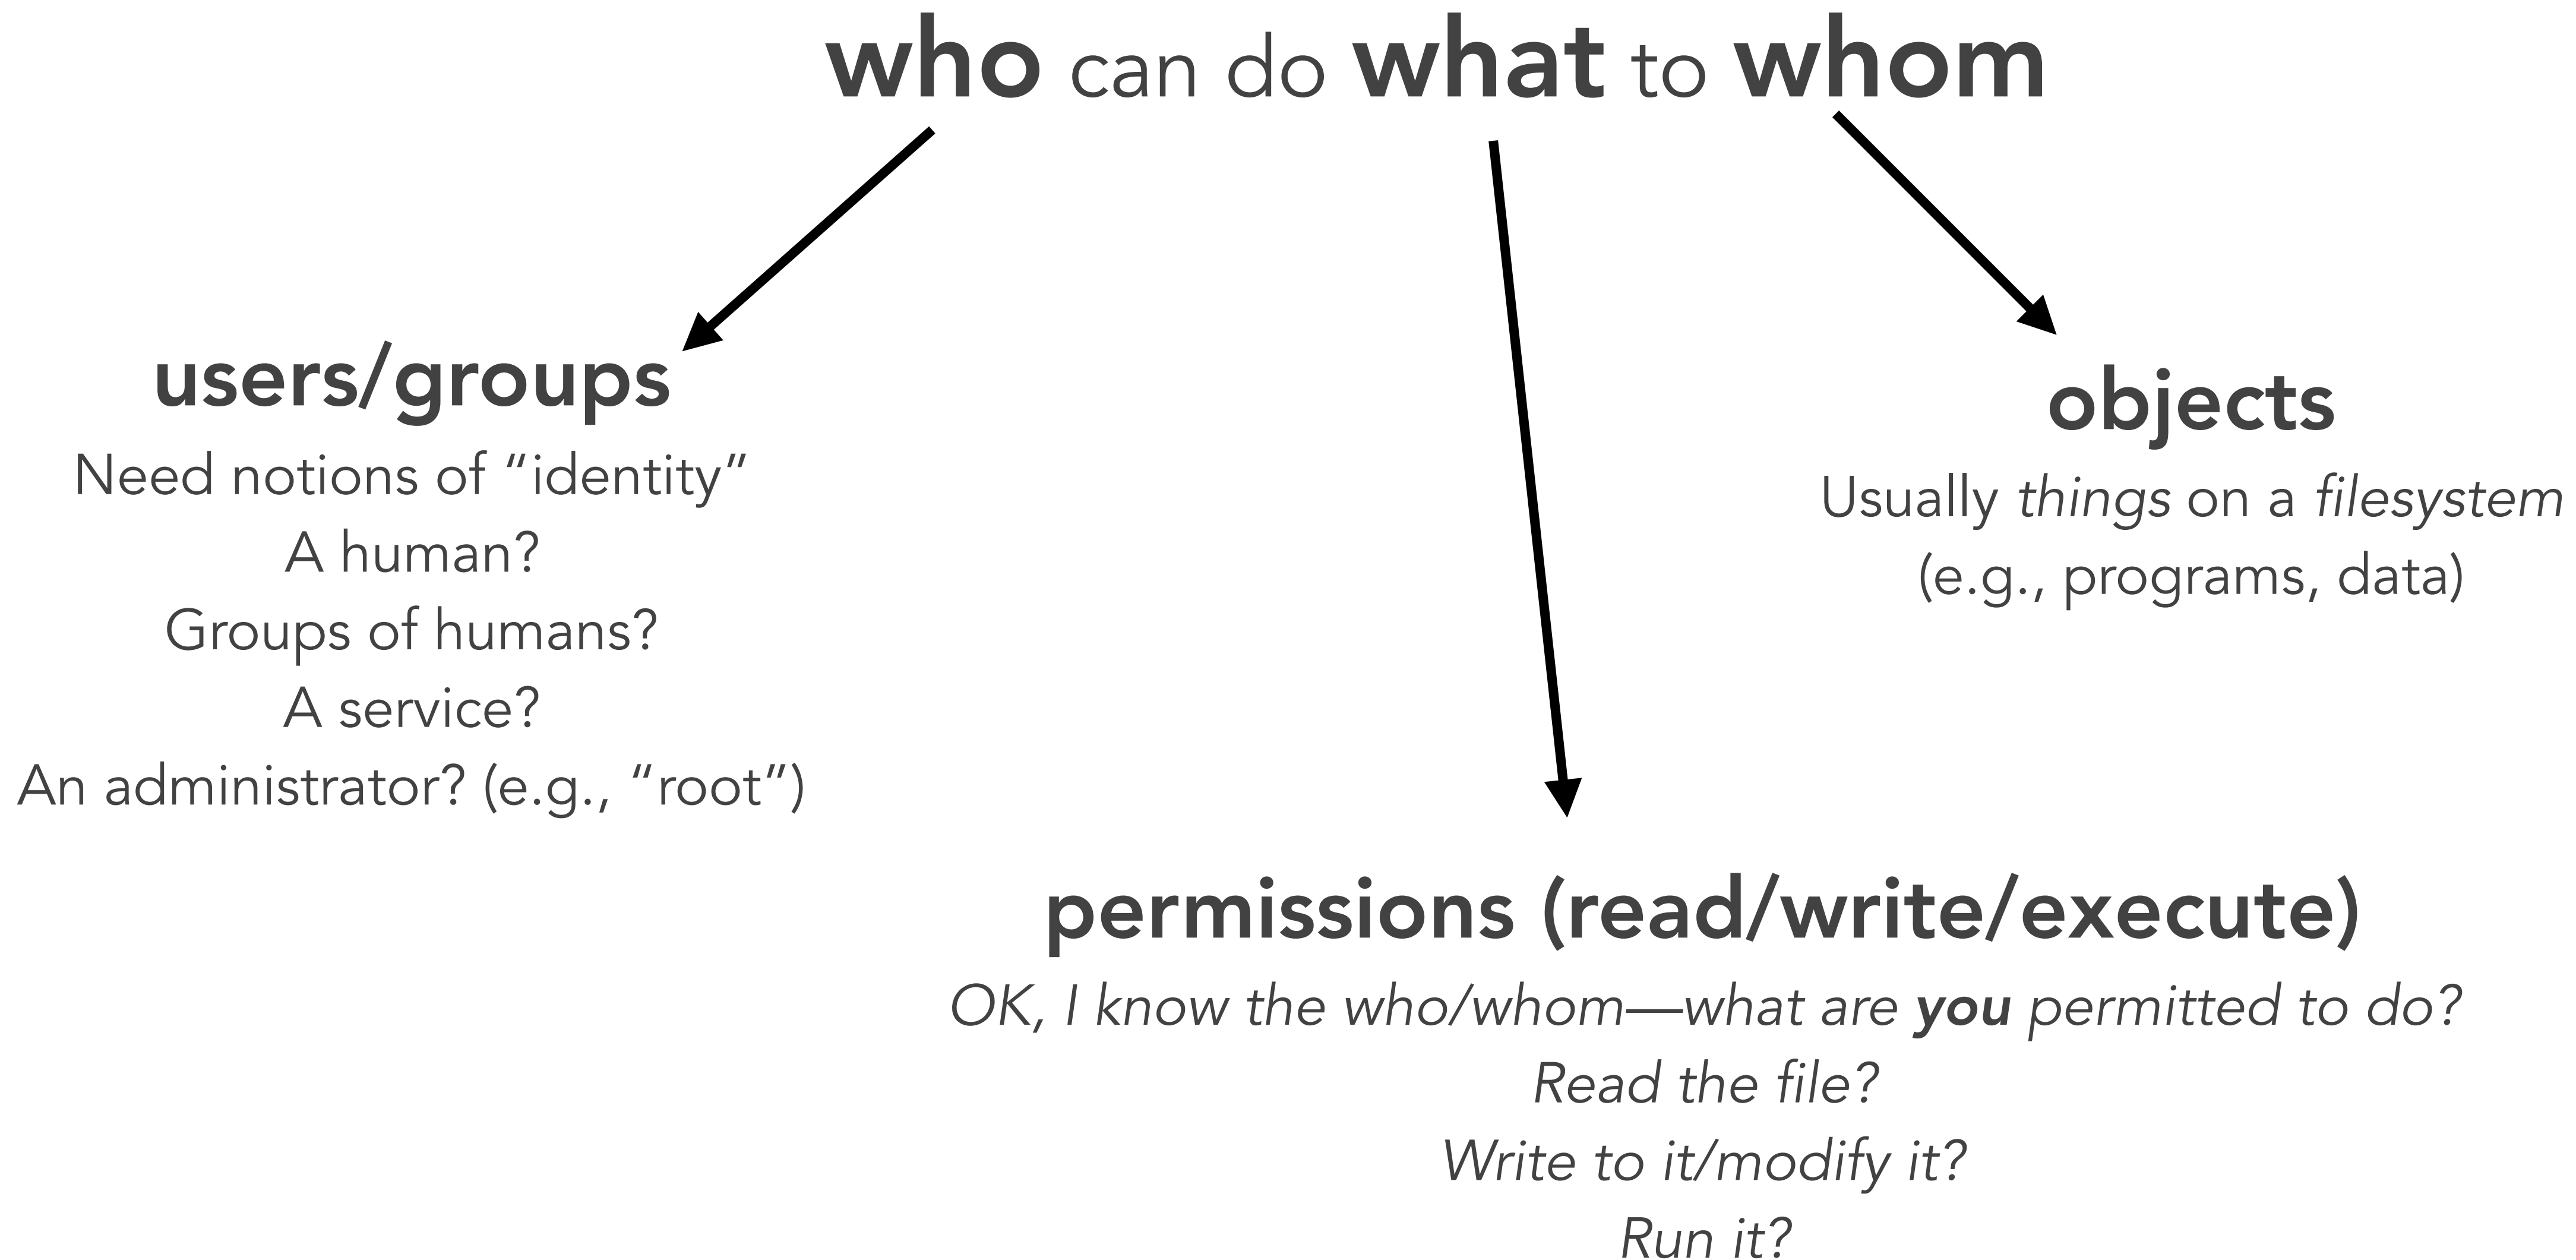 who can do what to whom
users/groups
Need notions of “identity”
A human?
Groups of humans?
A service?
An administrator? (e.g., “root”)
objects
Usually things on a filesystem
(e.g., programs, data)
permissions (read/write/execute)
OK, I know the who/whom—what are you permitted to do?
Read the file?
Write to it/modify it?
Run it?